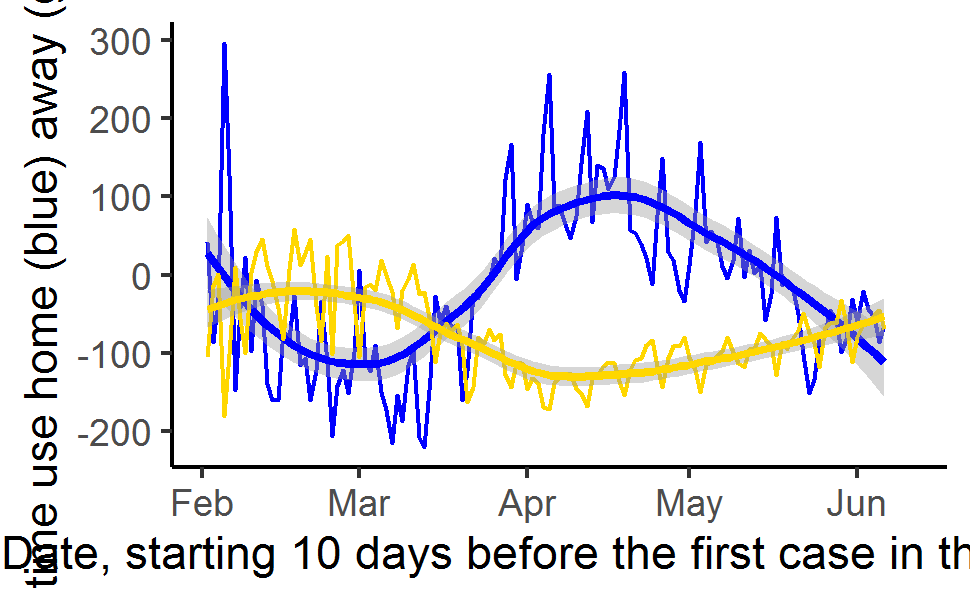 time use home (blue) away (
300
200
100
0
-100
-200
Feb Mar Apr May Jun
Date, starting 10 days before the first case in th